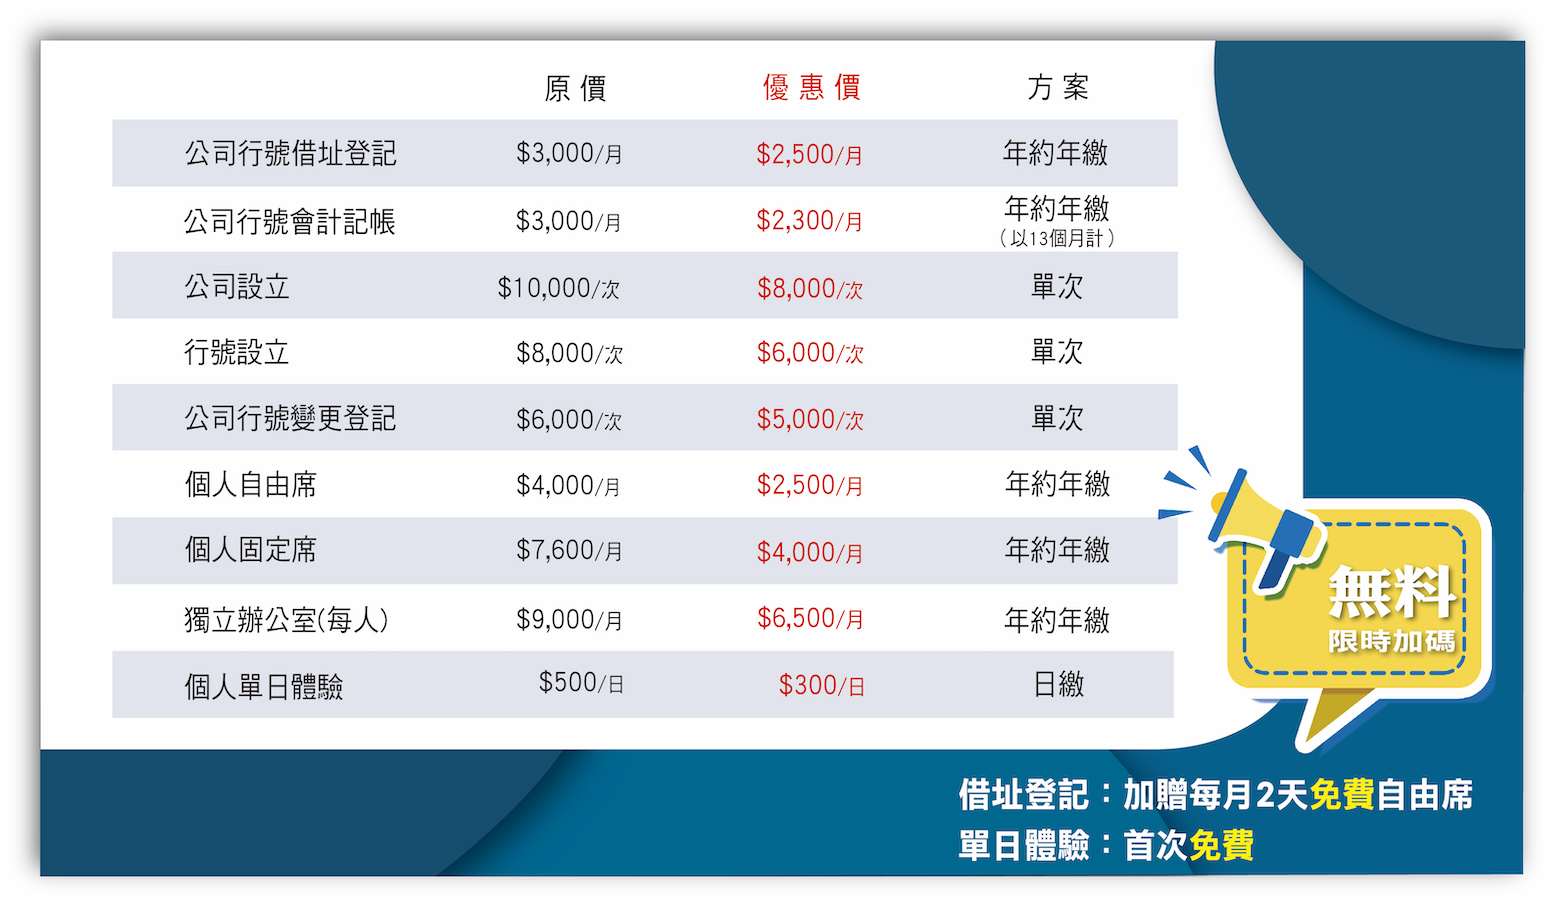 原價 優惠價 方案
公司行號借址登記 $3,000/月 $2,500/月 年約年繳
公司行號會計記帳 $3,000/月 $2,300/月 年約年繳
（以13個月計）
公司設立 $10,000/次 $8,000/次 單次
行號設立 $8,000/次 $6,000/次 單次
公司行號變更登記 $6,000/次 $5,000/次 單次
個人自由席 $4,000/月 $2,500/月 年約年繳
個人固定席 $7,600/月 $4,000/月 年約年繳
獨立辦公室(每人) $9,000/月 $6,500/月 年約年繳
個人單日體驗 $500/日 $300/日 日繳
無料
限時加碼
借址登記：加贈每月2天免費自由席
單日體驗：首次免費